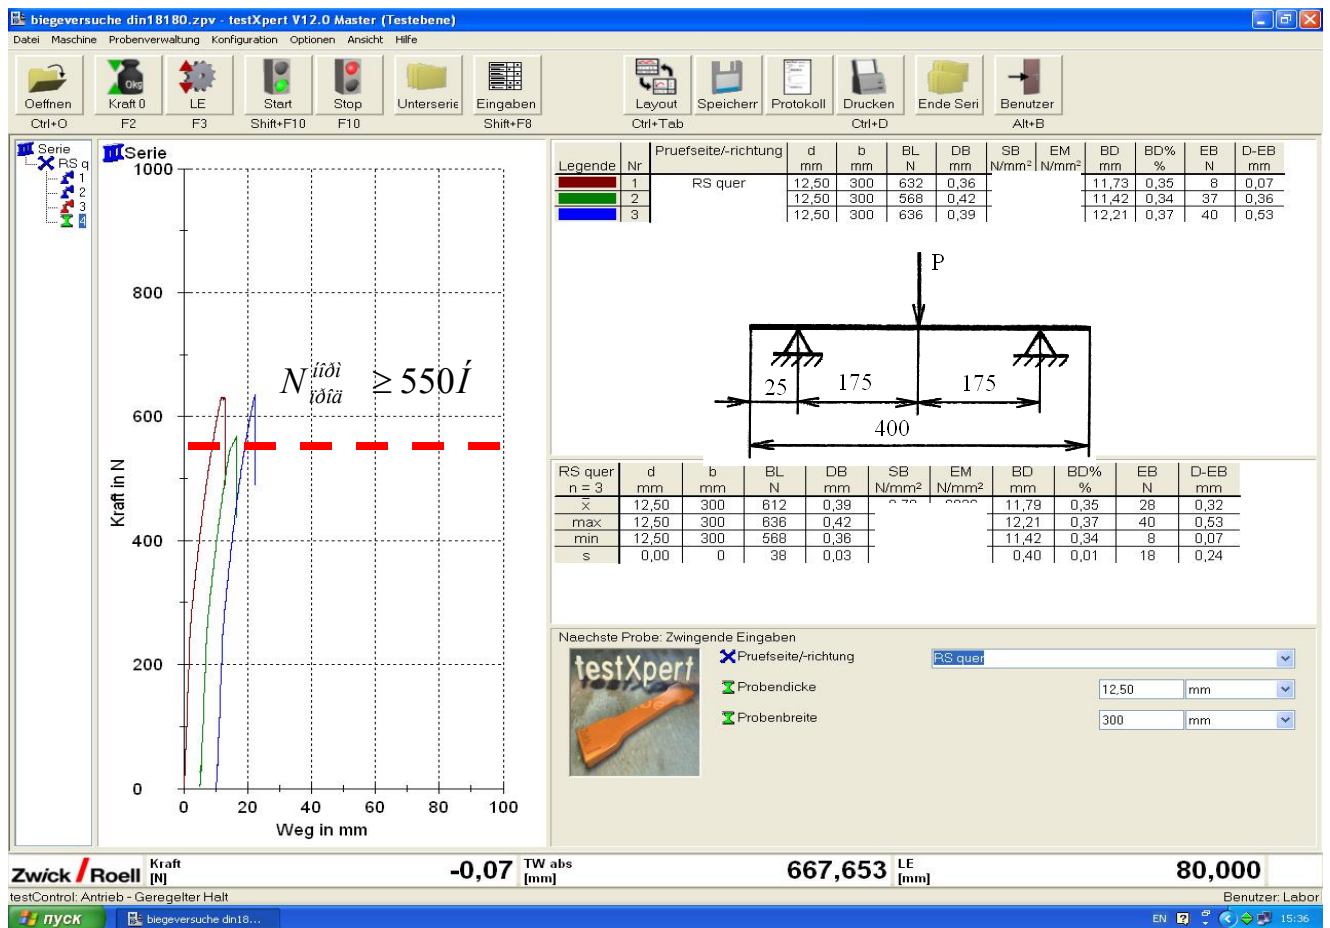 biegeversuche din18180.zpv - testXpert V12.0 Master (Testebene)
Datei Maschine Probenverwaltung Konfiguration Optionen Ansicht Hilfe
Oeffnen Kraft 0 LE Start Stop Unterserie Eingaben Layout Speicherr Protokoll Drucken Ende Seri Benutzer
Ctrl+O F2 F3 Shift+F10 F10 Shift+F8 Ctrl+Tab Ctrl+D Alt+B
Serie
RS q
1
2
3
4
Serie
1000
800
600
400
200
0
0 20 40 60 80 100
Kraft in N
Weg in mm
N íîðì ïðîâä ≥ 550Í
Legende Nr Pruefseite/-richtung d mm b mm BL N DB mm SB N/mm² EM N/mm² BD mm BD% % EB N D-EB mm
1 RS quer 12,50 300 632 0,36 11,73 0,35 8 0,07
2 12,50 300 568 0,42 11,42 0,34 37 0,36
3 12,50 300 636 0,39 12,21 0,37 40 0,53
P
25 175 175
400
RS quer d b BL DB SB EM BD BD% EB D-EB
n = 3 mm mm N mm N/mm² N/mm² mm % N mm
x̄ 12,50 300 612 0,39 11,79 0,35 28 0,32
max 12,50 300 636 0,42 12,21 0,37 40 0,53
min 12,50 300 568 0,36 11,42 0,34 8 0,07
s 0,00 0 38 0,03 0,40 0,01 18 0,24
Naechste Probe: Zwingende Eingaben
testXpert
Pruefseite/-richtung RS quer
Probendicke 12,50 mm
Probenbreite 300 mm
Zwick / Roell Kraft [N] -0,07 TW abs [mm] 667,653 LE [mm] 80,000
testControl: Antrieb - Geregelter Halt Benutzer: Labor
пуск biegeversuche din18... EN 15:36